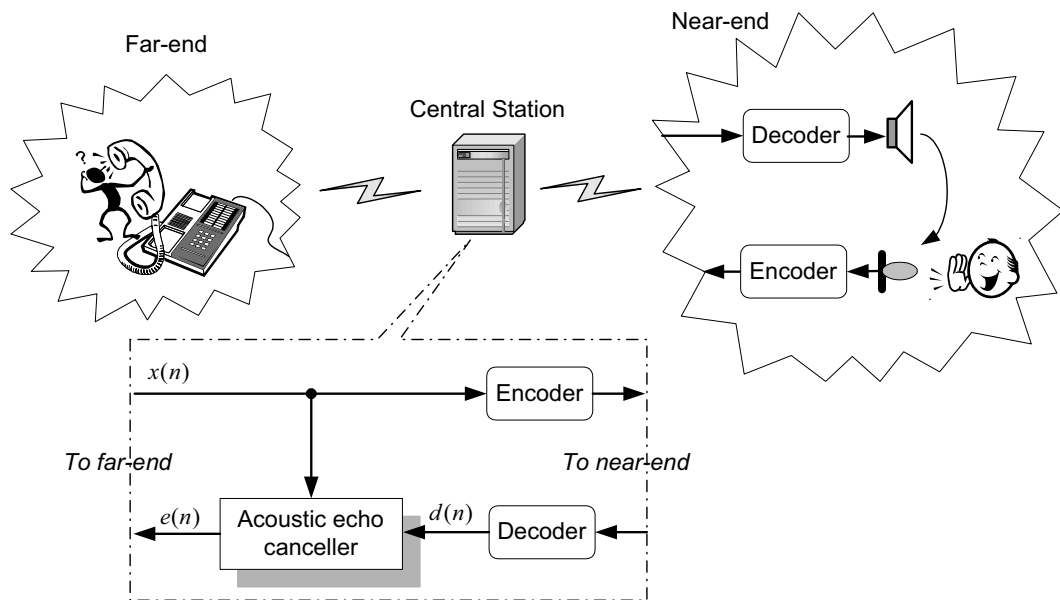 Far-end
Near-end
Central Station
?
Decoder
Encoder
x(n)
Encoder
To far-end
To near-end
e(n)
Acoustic echo
canceller
d(n)
Decoder